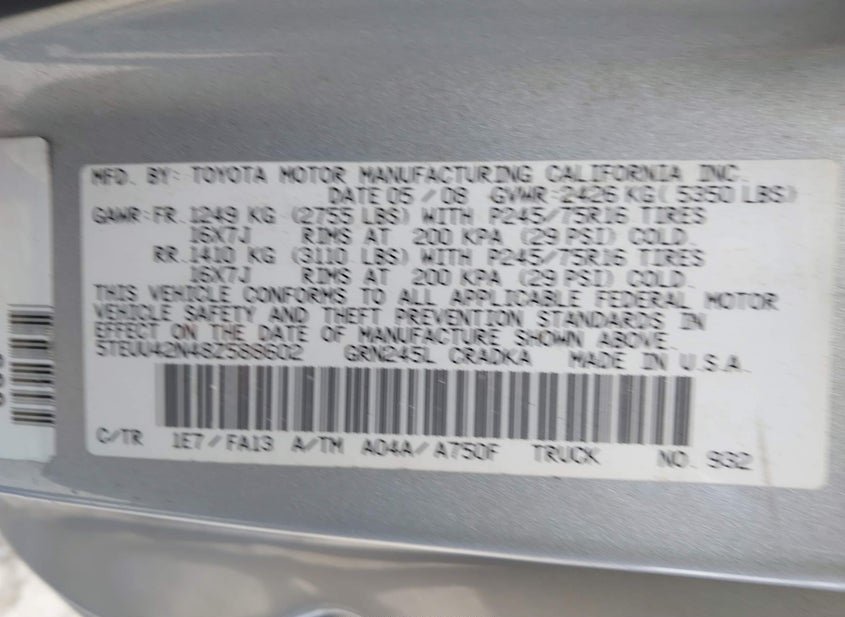 MFD. BY: TOYOTA MOTOR MANUFACTURING CALIFORNIA INC.
DATE 05/08 GVWR: 2426 KG ( 5350 LBS)
GAWR: FR. 1249 KG (2755 LBS) WITH P245/75R16 TIRES
16X7J RIMS AT 200 KPA (29 PSI) COLD.
RR. 1410 KG (3110 LBS) WITH P245/75R16 TIRES
16X7J RIMS AT 200 KPA (29 PSI) COLD.
THIS VEHICLE CONFORMS TO ALL APPLICABLE FEDERAL MOTOR
VEHICLE SAFETY AND THEFT PREVENTION STANDARDS IN
EFFECT ON THE DATE OF MANUFACTURE SHOWN ABOVE.
GRN245L CRADKA MADE IN U.S.A.
C/TR 1E7/FA13 A/TM A04A/A750F TRUCK NO. 932